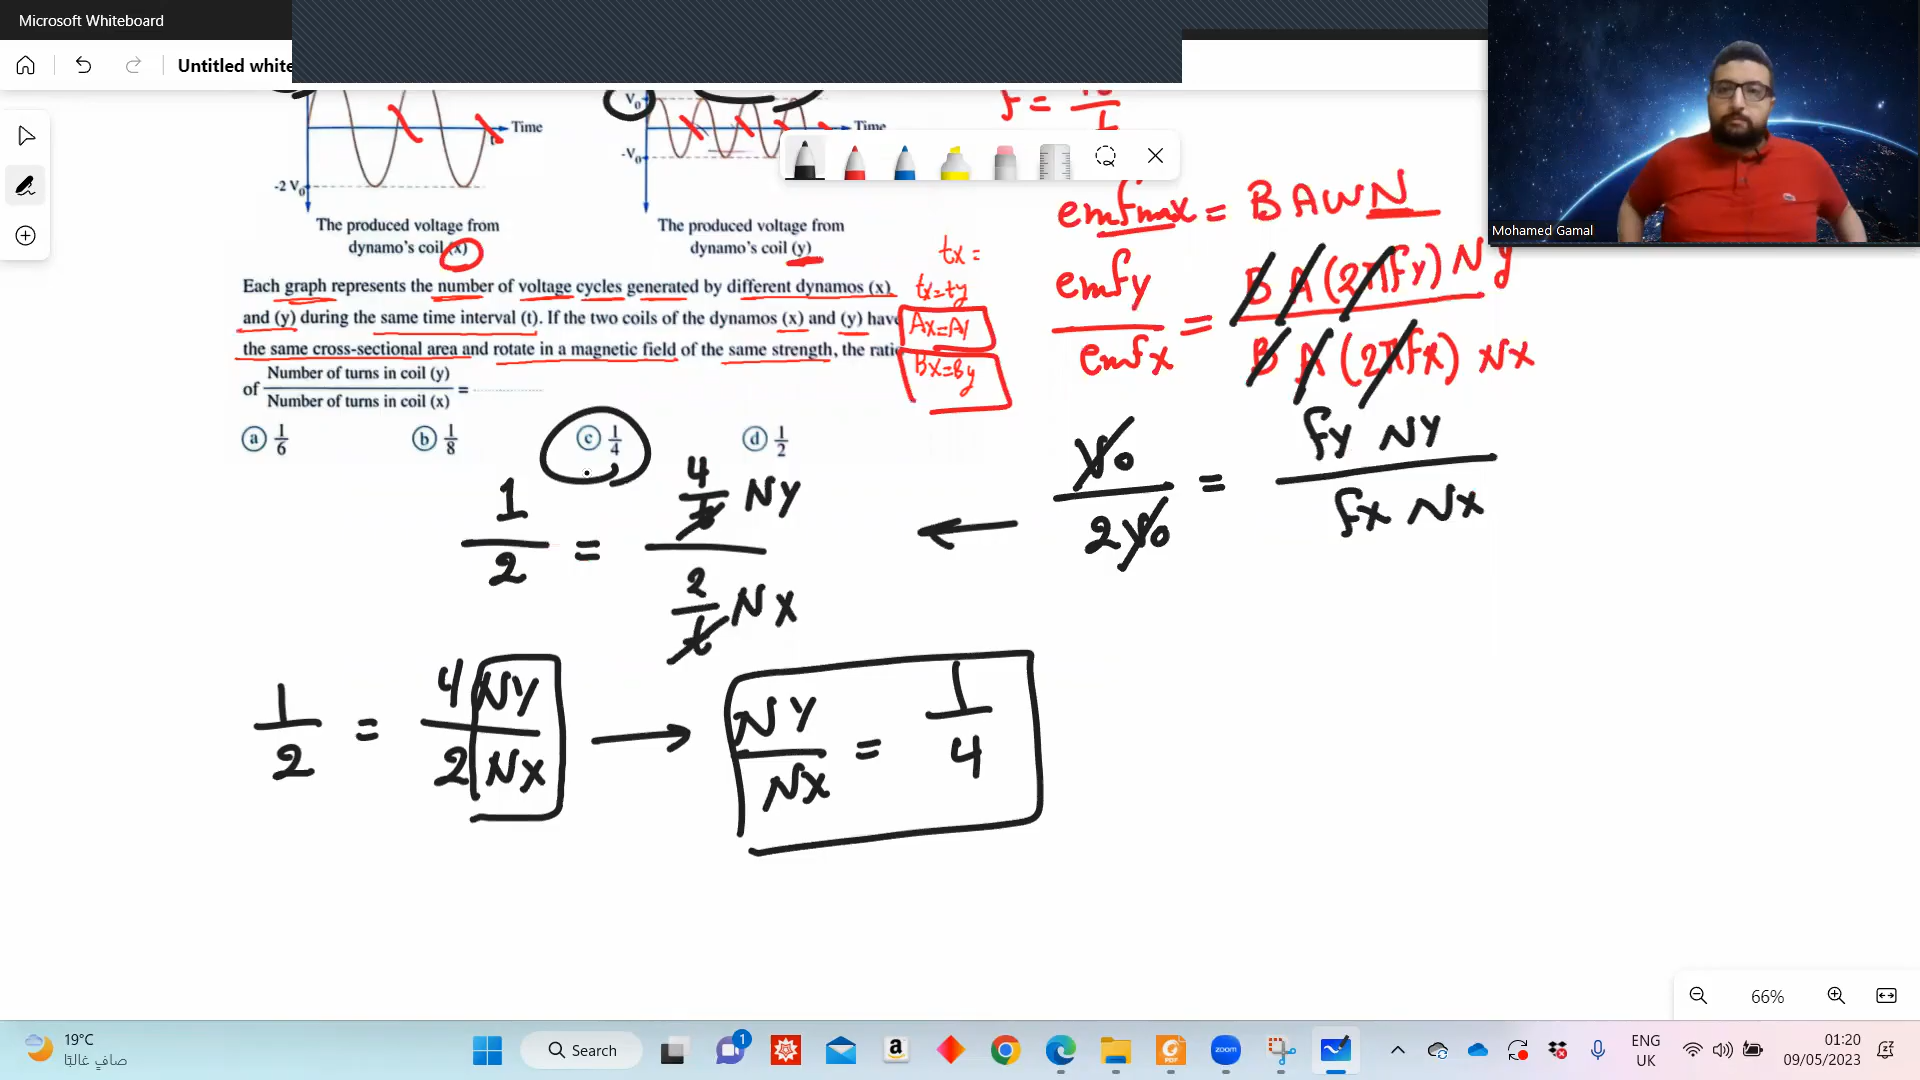 Microsoft Whiteboard
Untitled white
V₀
Time
Time
-V₀
-2 V₀
t
The produced voltage from
dynamo's coil (x)
The produced voltage from
dynamo's coil (y)
Each graph represents the number of voltage cycles generated by different dynamos (x)
and (y) during the same time interval (t). If the two coils of the dynamos (x) and (y) have
the same cross-sectional area and rotate in a magnetic field of the same strength, the ratio
of Number of turns in coil (y) / Number of turns in coil (x) = ..........
a 1/6
b 1/8
c 1/4
d 1/2
tx =
tx=ty
Ax=Ay
Bx=By
emfmax = BAWN
emfy / emfx = B A (2πfy) Ny / B A (2πfx) Nx
V₀ / 2V₀ = fy Ny / fx Nx
1/2 = 4/t Ny / 2/t Nx
1/2 = 4 Ny / 2 Nx
Ny / Nx = 1/4
Mohamed Gamal
66%
19°C
صافٍ غالبًا
Search
1
a
zoom
PDF
ENG
UK
01:20
09/05/2023